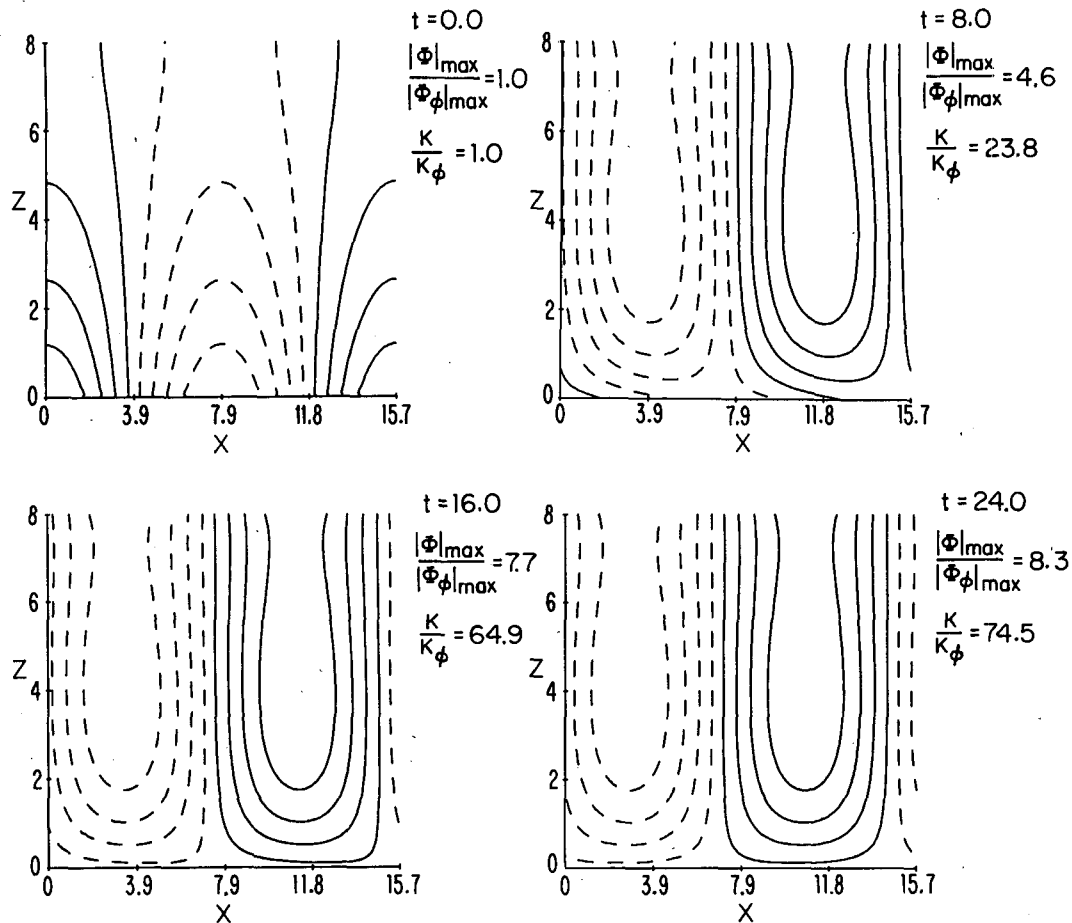 t = 0.0
|Φ|max / |Φϕ|max = 1.0
K / Kϕ = 1.0
8
6
Z
4
2
0
0 3.9 7.9 11.8 15.7
X
t = 8.0
|Φ|max / |Φϕ|max = 4.6
K / Kϕ = 23.8
8
6
Z
4
2
0
0 3.9 7.9 11.8 15.7
X
t = 16.0
|Φ|max / |Φϕ|max = 7.7
K / Kϕ = 64.9
8
6
Z
4
2
0
0 3.9 7.9 11.8 15.7
X
t = 24.0
|Φ|max / |Φϕ|max = 8.3
K / Kϕ = 74.5
8
6
Z
4
2
0
0 3.9 7.9 11.8 15.7
X